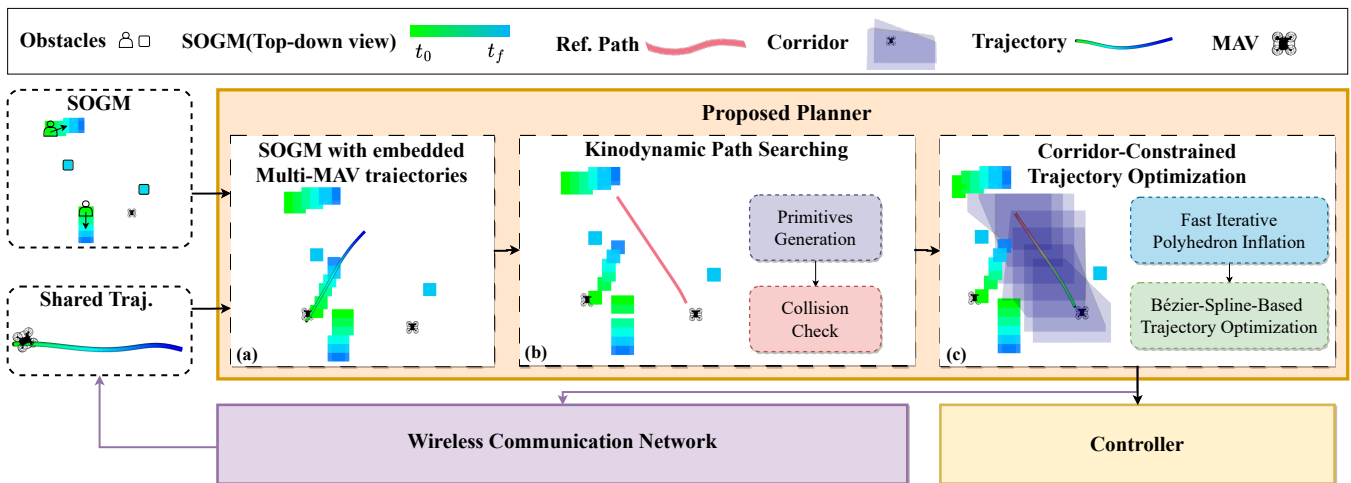 Obstacles
SOGM(Top-down view)
t_0
t_f
Ref. Path
Corridor
Trajectory
MAV
SOGM
Shared Traj.
Proposed Planner
SOGM with embedded
Multi-MAV trajectories
(a)
Kinodynamic Path Searching
Primitives
Generation
Collision
Check
(b)
Corridor-Constrained
Trajectory Optimization
Fast Iterative
Polyhedron Inflation
Bézier-Spline-Based
Trajectory Optimization
(c)
Wireless Communication Network
Controller